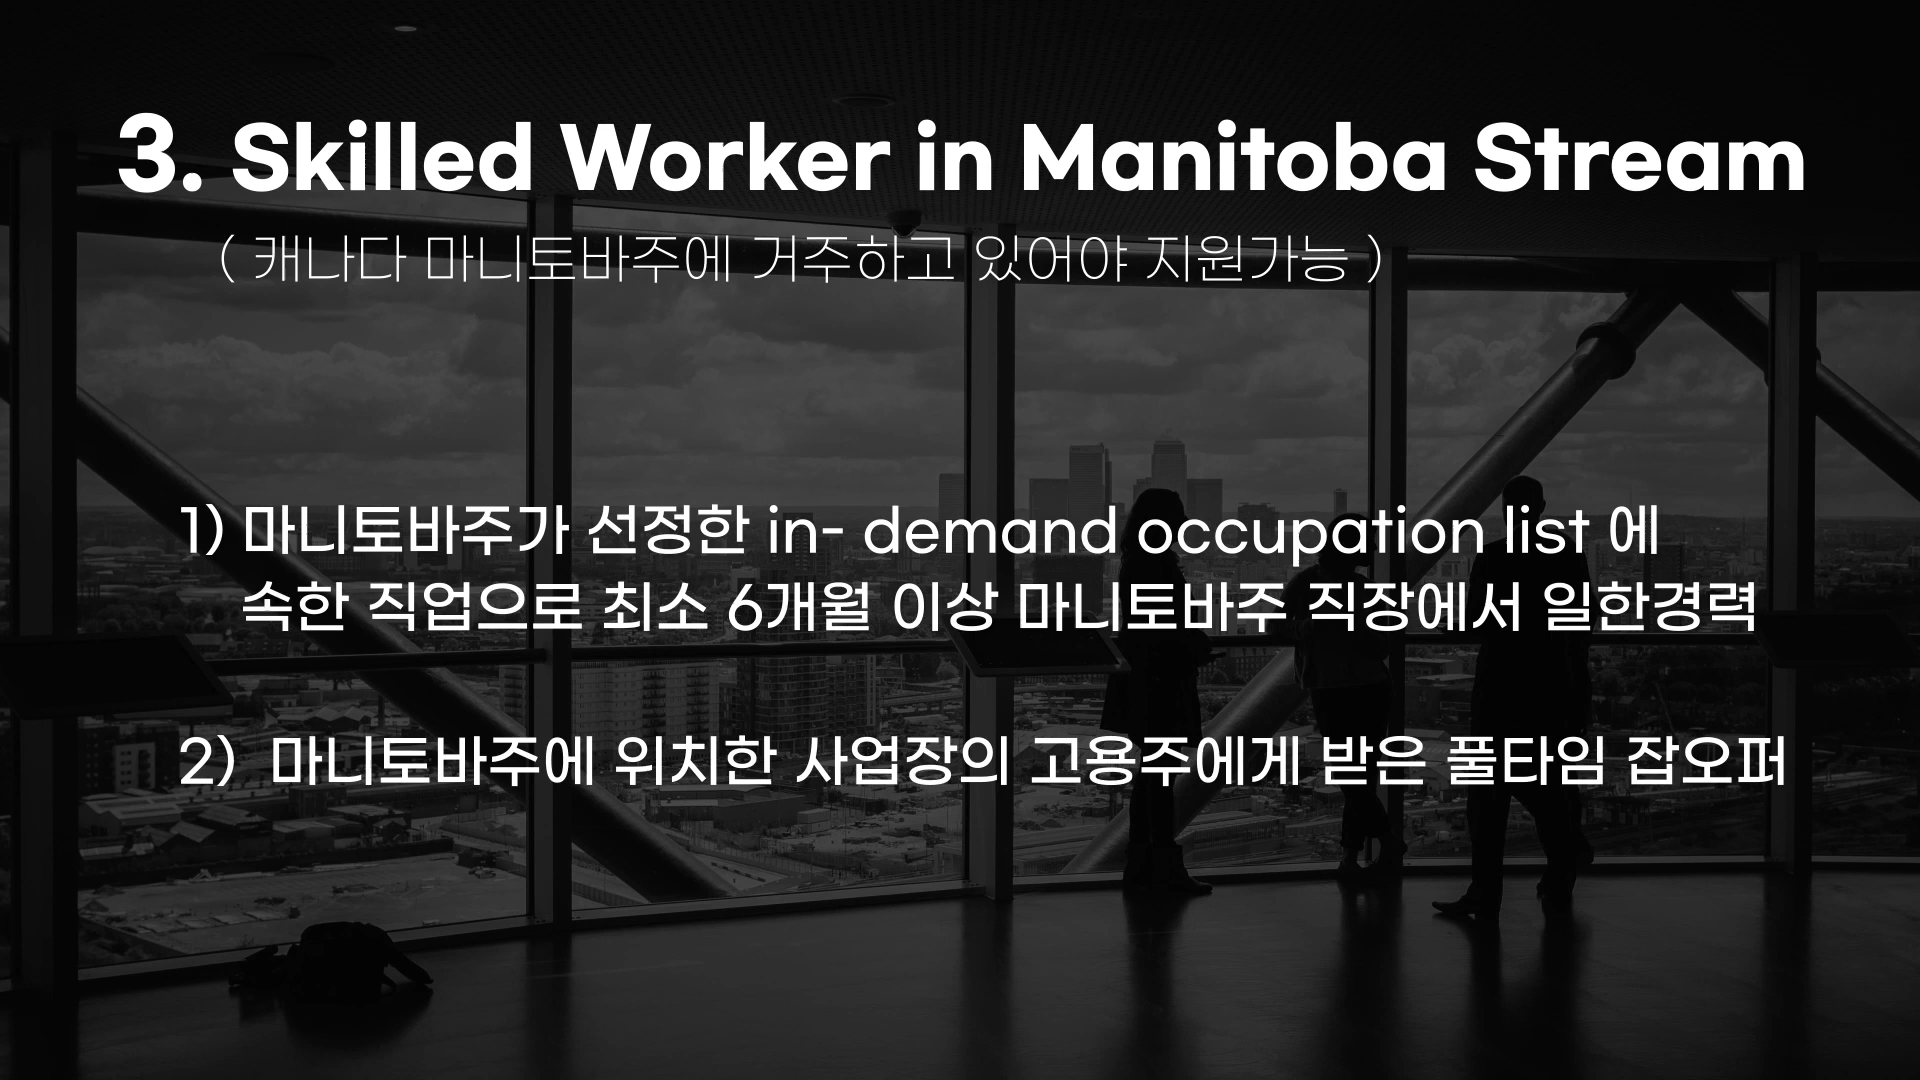 3. Skilled Worker in Manitoba Stream
( 캐나다 마니토바주에 거주하고 있어야 지원가능 )
1) 마니토바주가 선정한 in- demand occupation list 에
속한 직업으로 최소 6개월 이상 마니토바주 직장에서 일한경력
2) 마니토바주에 위치한 사업장의 고용주에게 받은 풀타임 잡오퍼